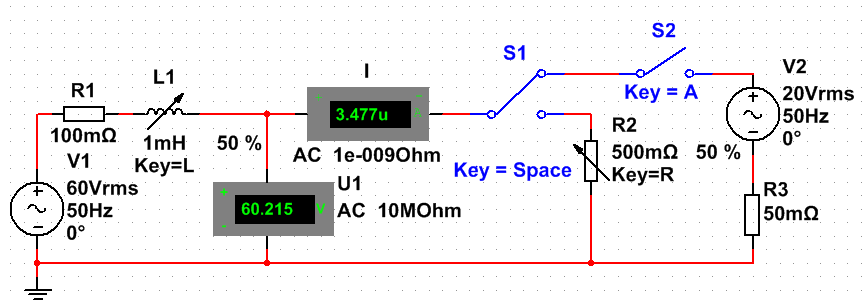 R1
100mΩ
L1
1mH
Key=L
50 %
V1
60Vrms
50Hz
0°
I
+
-
3.477u
A
AC 1e-009Ohm
U1
+
-
60.215
V
AC 10MOhm
S1
Key = Space
S2
Key = A
R2
500mΩ
Key=R
50 %
V2
20Vrms
50Hz
0°
R3
50mΩ